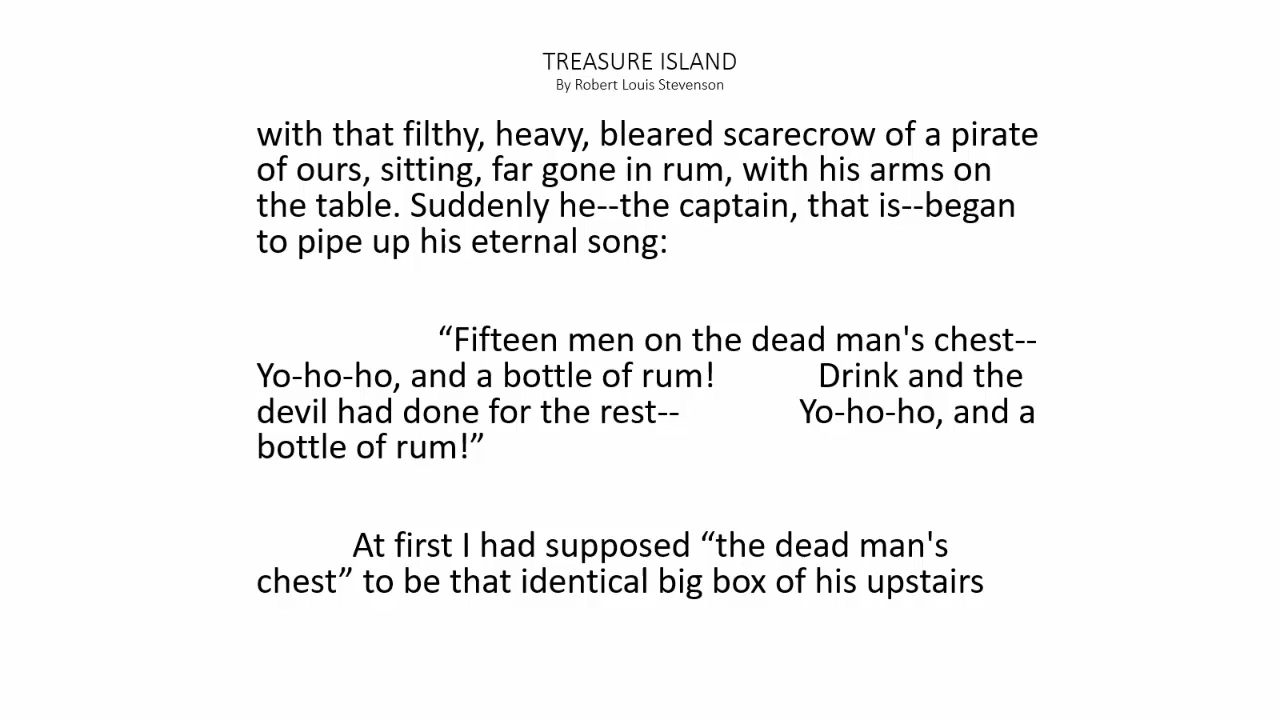 TREASURE ISLAND
By Robert Louis Stevenson
with that filthy, heavy, bleared scarecrow of a pirate
of ours, sitting, far gone in rum, with his arms on
the table. Suddenly he--the captain, that is--began
to pipe up his eternal song:
“Fifteen men on the dead man's chest--
Yo-ho-ho, and a bottle of rum! Drink and the
devil had done for the rest-- Yo-ho-ho, and a
bottle of rum!”
At first I had supposed “the dead man's
chest” to be that identical big box of his upstairs